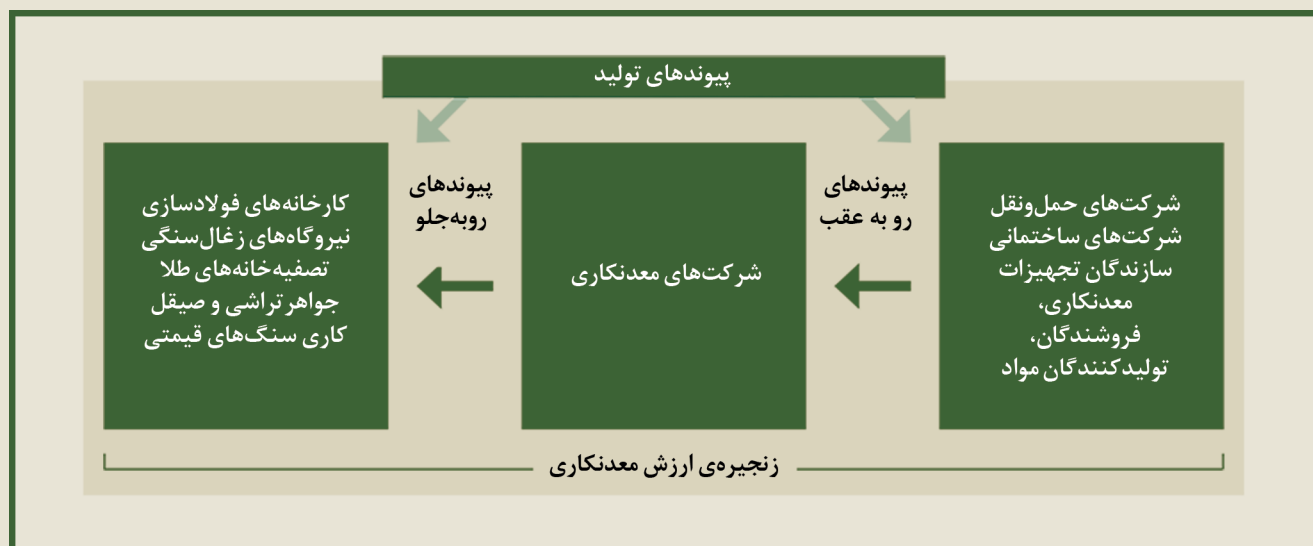 پیوندهای تولید
شرکت‌های حمل‌ونقل
شرکت‌های ساختمانی
سازندگان تجهیزات
معدنکاری،
فروشندگان،
تولیدکنندگان مواد
پیوندهای
رو به عقب
شرکت‌های معدنکاری
پیوندهای
روبه‌جلو
کارخانه‌های فولادسازی
نیروگاه‌های زغال‌سنگی
تصفیه‌خانه‌های طلا
جواهرتراشی و صیقل
کاری سنگ‌های قیمتی
زنجیره‌ی ارزش معدنکاری